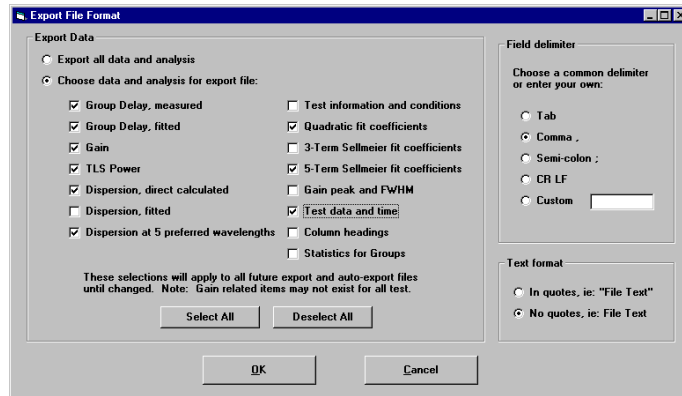 Export File Format
Export Data
Export all data and analysis
Choose data and analysis for export file:
Group Delay, measured
Group Delay, fitted
Gain
TLS Power
Dispersion, direct calculated
Dispersion, fitted
Dispersion at 5 preferred wavelengths
Test information and conditions
Quadratic fit coefficients
3-Term Sellmeier fit coefficients
5-Term Sellmeier fit coefficients
Gain peak and FWHM
Test data and time
Column headings
Statistics for Groups
These selections will apply to all future export and auto-export files
until changed. Note: Gain related items may not exist for all test.
Select All
Deselect All
Field delimiter
Choose a common delimiter
or enter your own:
Tab
Comma ,
Semi-colon ;
CR LF
Custom
Text format
In quotes, ie: "File Text"
No quotes, ie: File Text
OK
Cancel